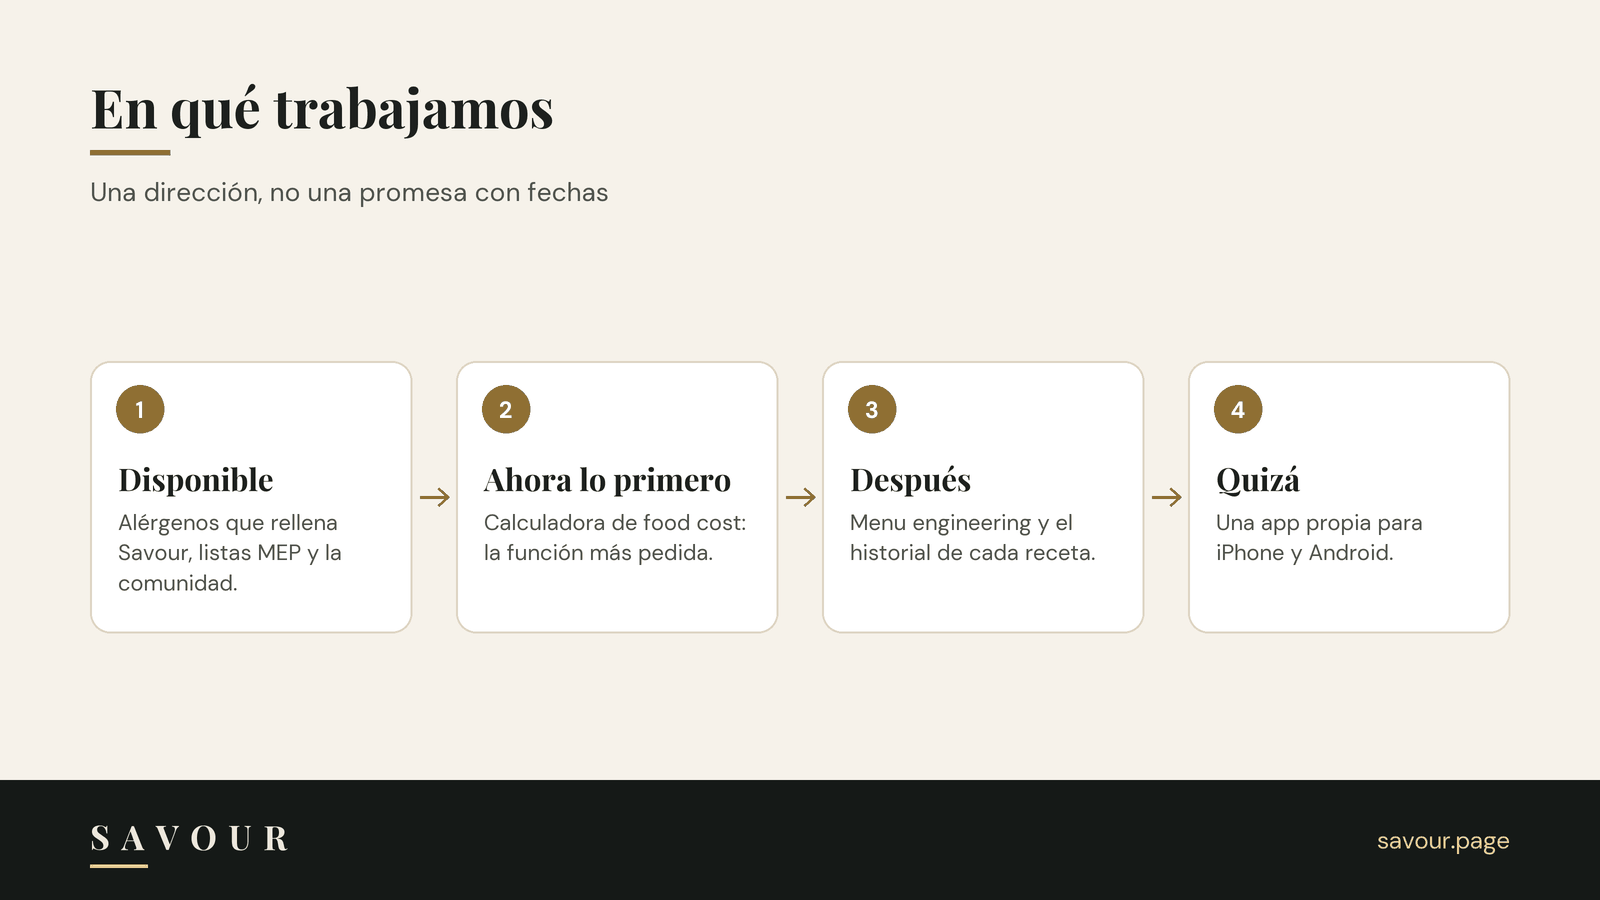 En qué trabajamos
Una dirección, no una promesa con fechas
1
Disponible
Alérgenos que rellena
Savour, listas MEP y la
comunidad.
2
Ahora lo primero
Calculadora de food cost:
la función más pedida.
3
Después
Menu engineering y el
historial de cada receta.
4
Quizá
Una app propia para
iPhone y Android.
SAVOUR
savour.page